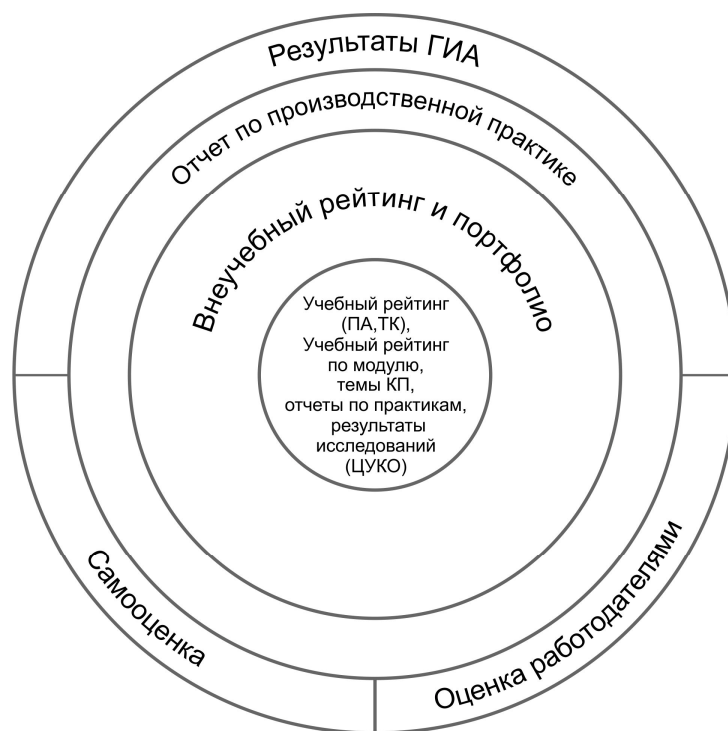 Результаты ГИА
Отчет по производственной практике
Внеучебный рейтинг и портфолио
Учебный рейтинг
(ПА,ТК),
Учебный рейтинг
по модулю,
темы КП,
отчеты по практикам,
результаты
исследований
(ЦУКО)
Самооценка
Оценка работодателями